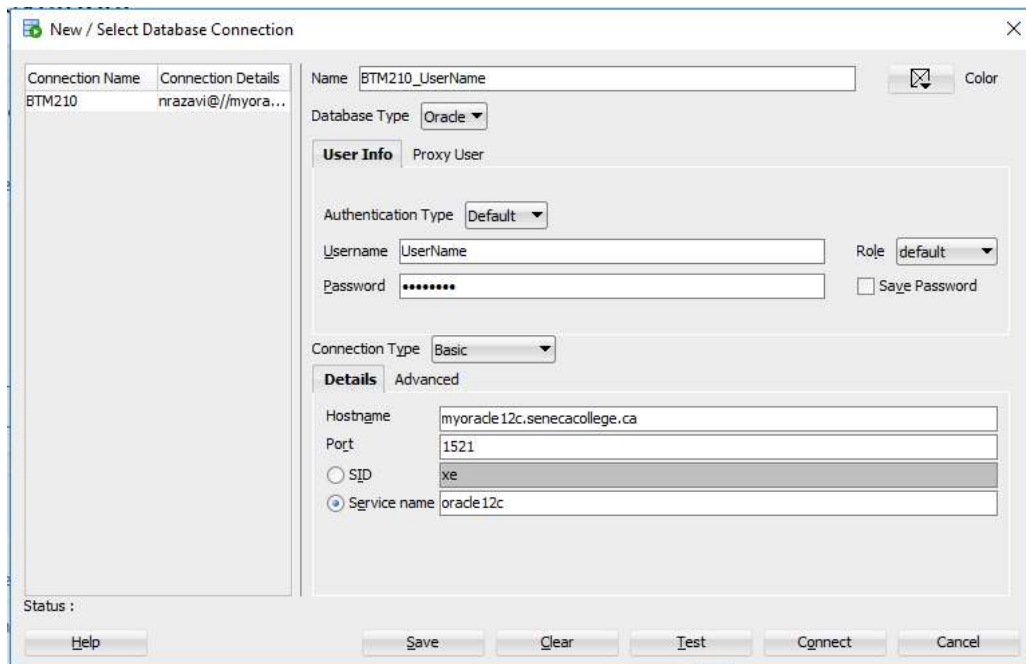 New / Select Database Connection
Connection Name Connection Details
BTM210 nrazavi@//myora...
Name BTM210_UserName Color
Database Type Oracle
User Info Proxy User
Authentication Type Default
Username UserName Role default
Password •••••••• Save Password
Connection Type Basic
Details Advanced
Hostname myoracle12c.senecacollege.ca
Port 1521
SID xe
Service name oracle12c
Status :
Help Save Clear Test Connect Cancel